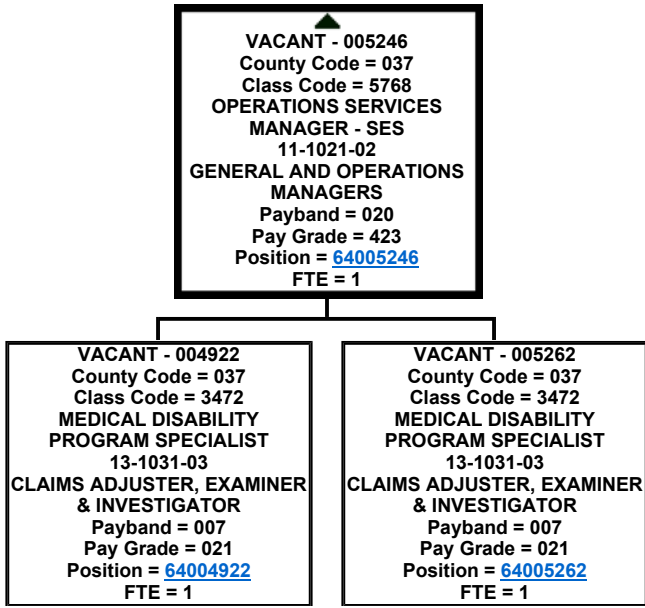 VACANT - 005246
County Code = 037
Class Code = 5768
OPERATIONS SERVICES
MANAGER - SES
11-1021-02
GENERAL AND OPERATIONS
MANAGERS
Payband = 020
Pay Grade = 423
Position = 64005246
FTE = 1
VACANT - 004922
County Code = 037
Class Code = 3472
MEDICAL DISABILITY
PROGRAM SPECIALIST
13-1031-03
CLAIMS ADJUSTER, EXAMINER
& INVESTIGATOR
Payband = 007
Pay Grade = 021
Position = 64004922
FTE = 1
VACANT - 005262
County Code = 037
Class Code = 3472
MEDICAL DISABILITY
PROGRAM SPECIALIST
13-1031-03
CLAIMS ADJUSTER, EXAMINER
& INVESTIGATOR
Payband = 007
Pay Grade = 021
Position = 64005262
FTE = 1